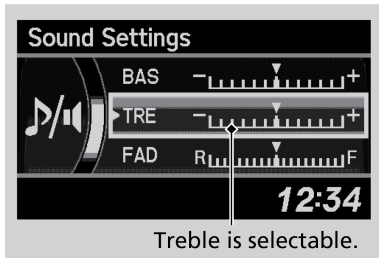 Sound Settings
BAS - +
TRE - +
FAD R F
12:34
Treble is selectable.